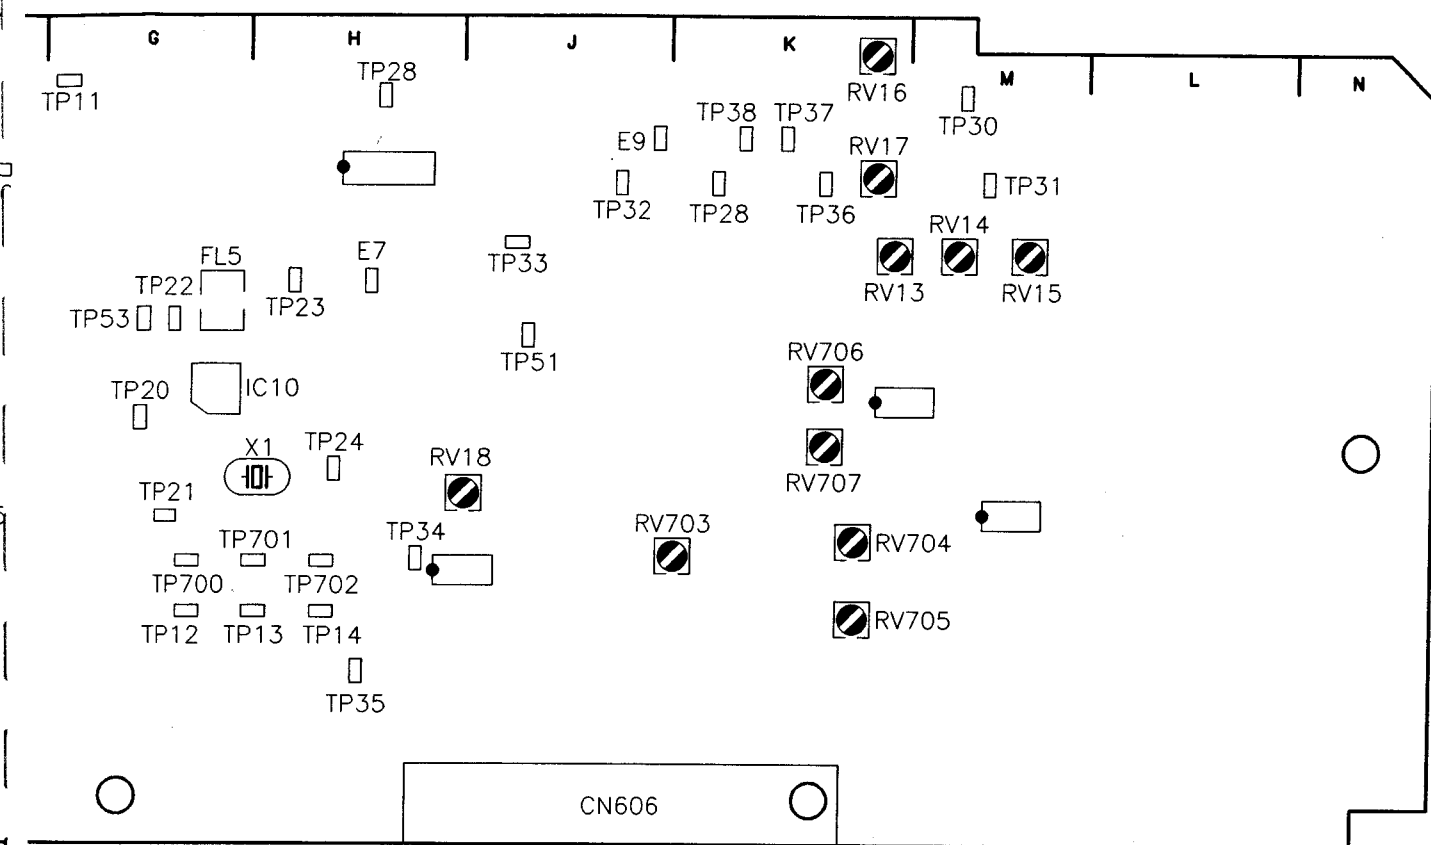 G H J K M L N
TP11
TP28
RV16
TP38 TP37
TP30
E9
RV17
TP32
TP28
TP36
TP31
RV14
FL5
E7
TP33
TP22
TP23
RV13
RV15
TP53
TP51
RV706
TP20
IC10
X1
TP24
RV18
RV707
TP21
TP701
TP34
RV703
RV704
TP700
TP702
TP12
TP13
TP14
RV705
TP35
CN606